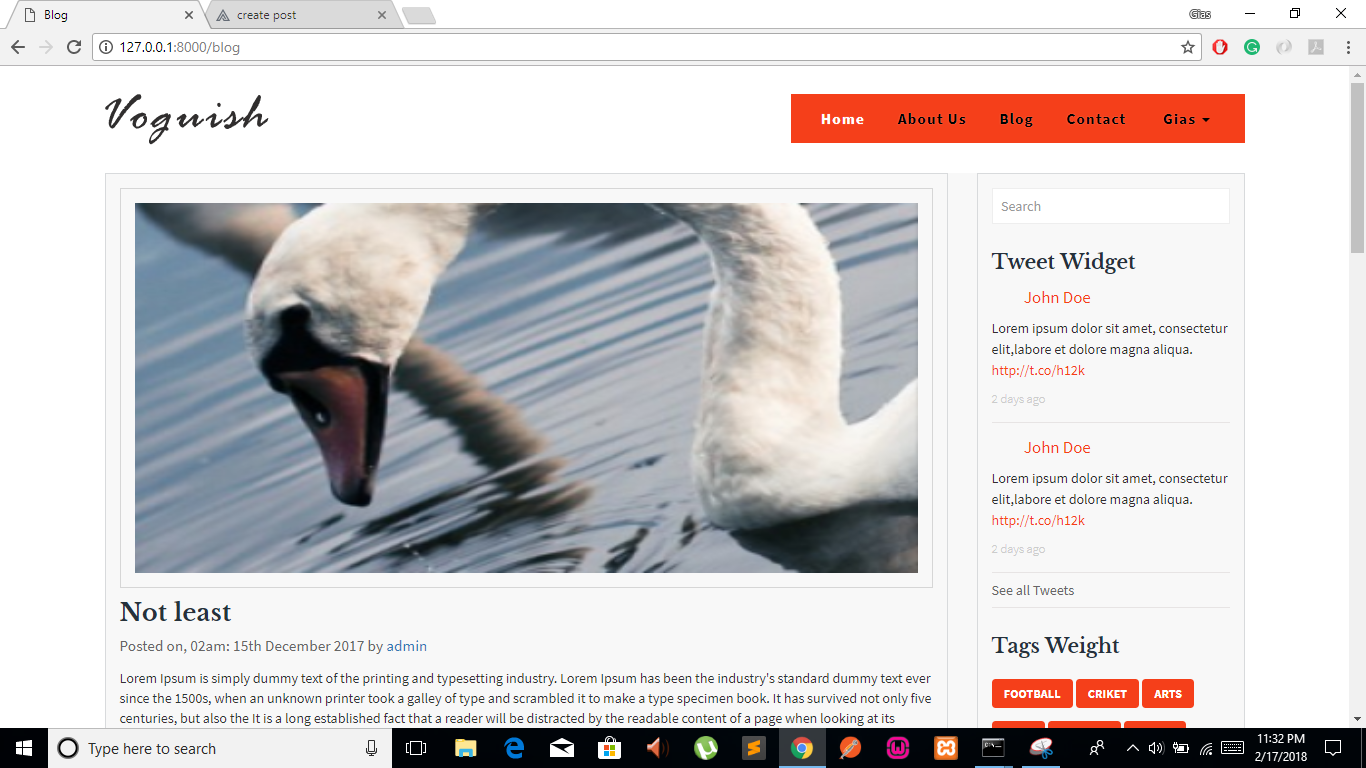 Blog
create post
Gias
127.0.0.1:8000/blog
Voguish
Home About Us Blog Contact Gias
Search
Tweet Widget
John Doe
Lorem ipsum dolor sit amet, consectetur
elit,labore et dolore magna aliqua.
http://t.co/h12k
2 days ago
John Doe
Lorem ipsum dolor sit amet, consectetur
elit,labore et dolore magna aliqua.
http://t.co/h12k
2 days ago
See all Tweets
Tags Weight
FOOTBALL CRIKET ARTS
Not least
Posted on, 02am: 15th December 2017 by admin
Lorem Ipsum is simply dummy text of the printing and typesetting industry. Lorem Ipsum has been the industry's standard dummy text ever
since the 1500s, when an unknown printer took a galley of type and scrambled it to make a type specimen book. It has survived not only five
centuries, but also the It is a long established fact that a reader will be distracted by the readable content of a page when looking at its
Type here to search
11:32 PM
2/17/2018